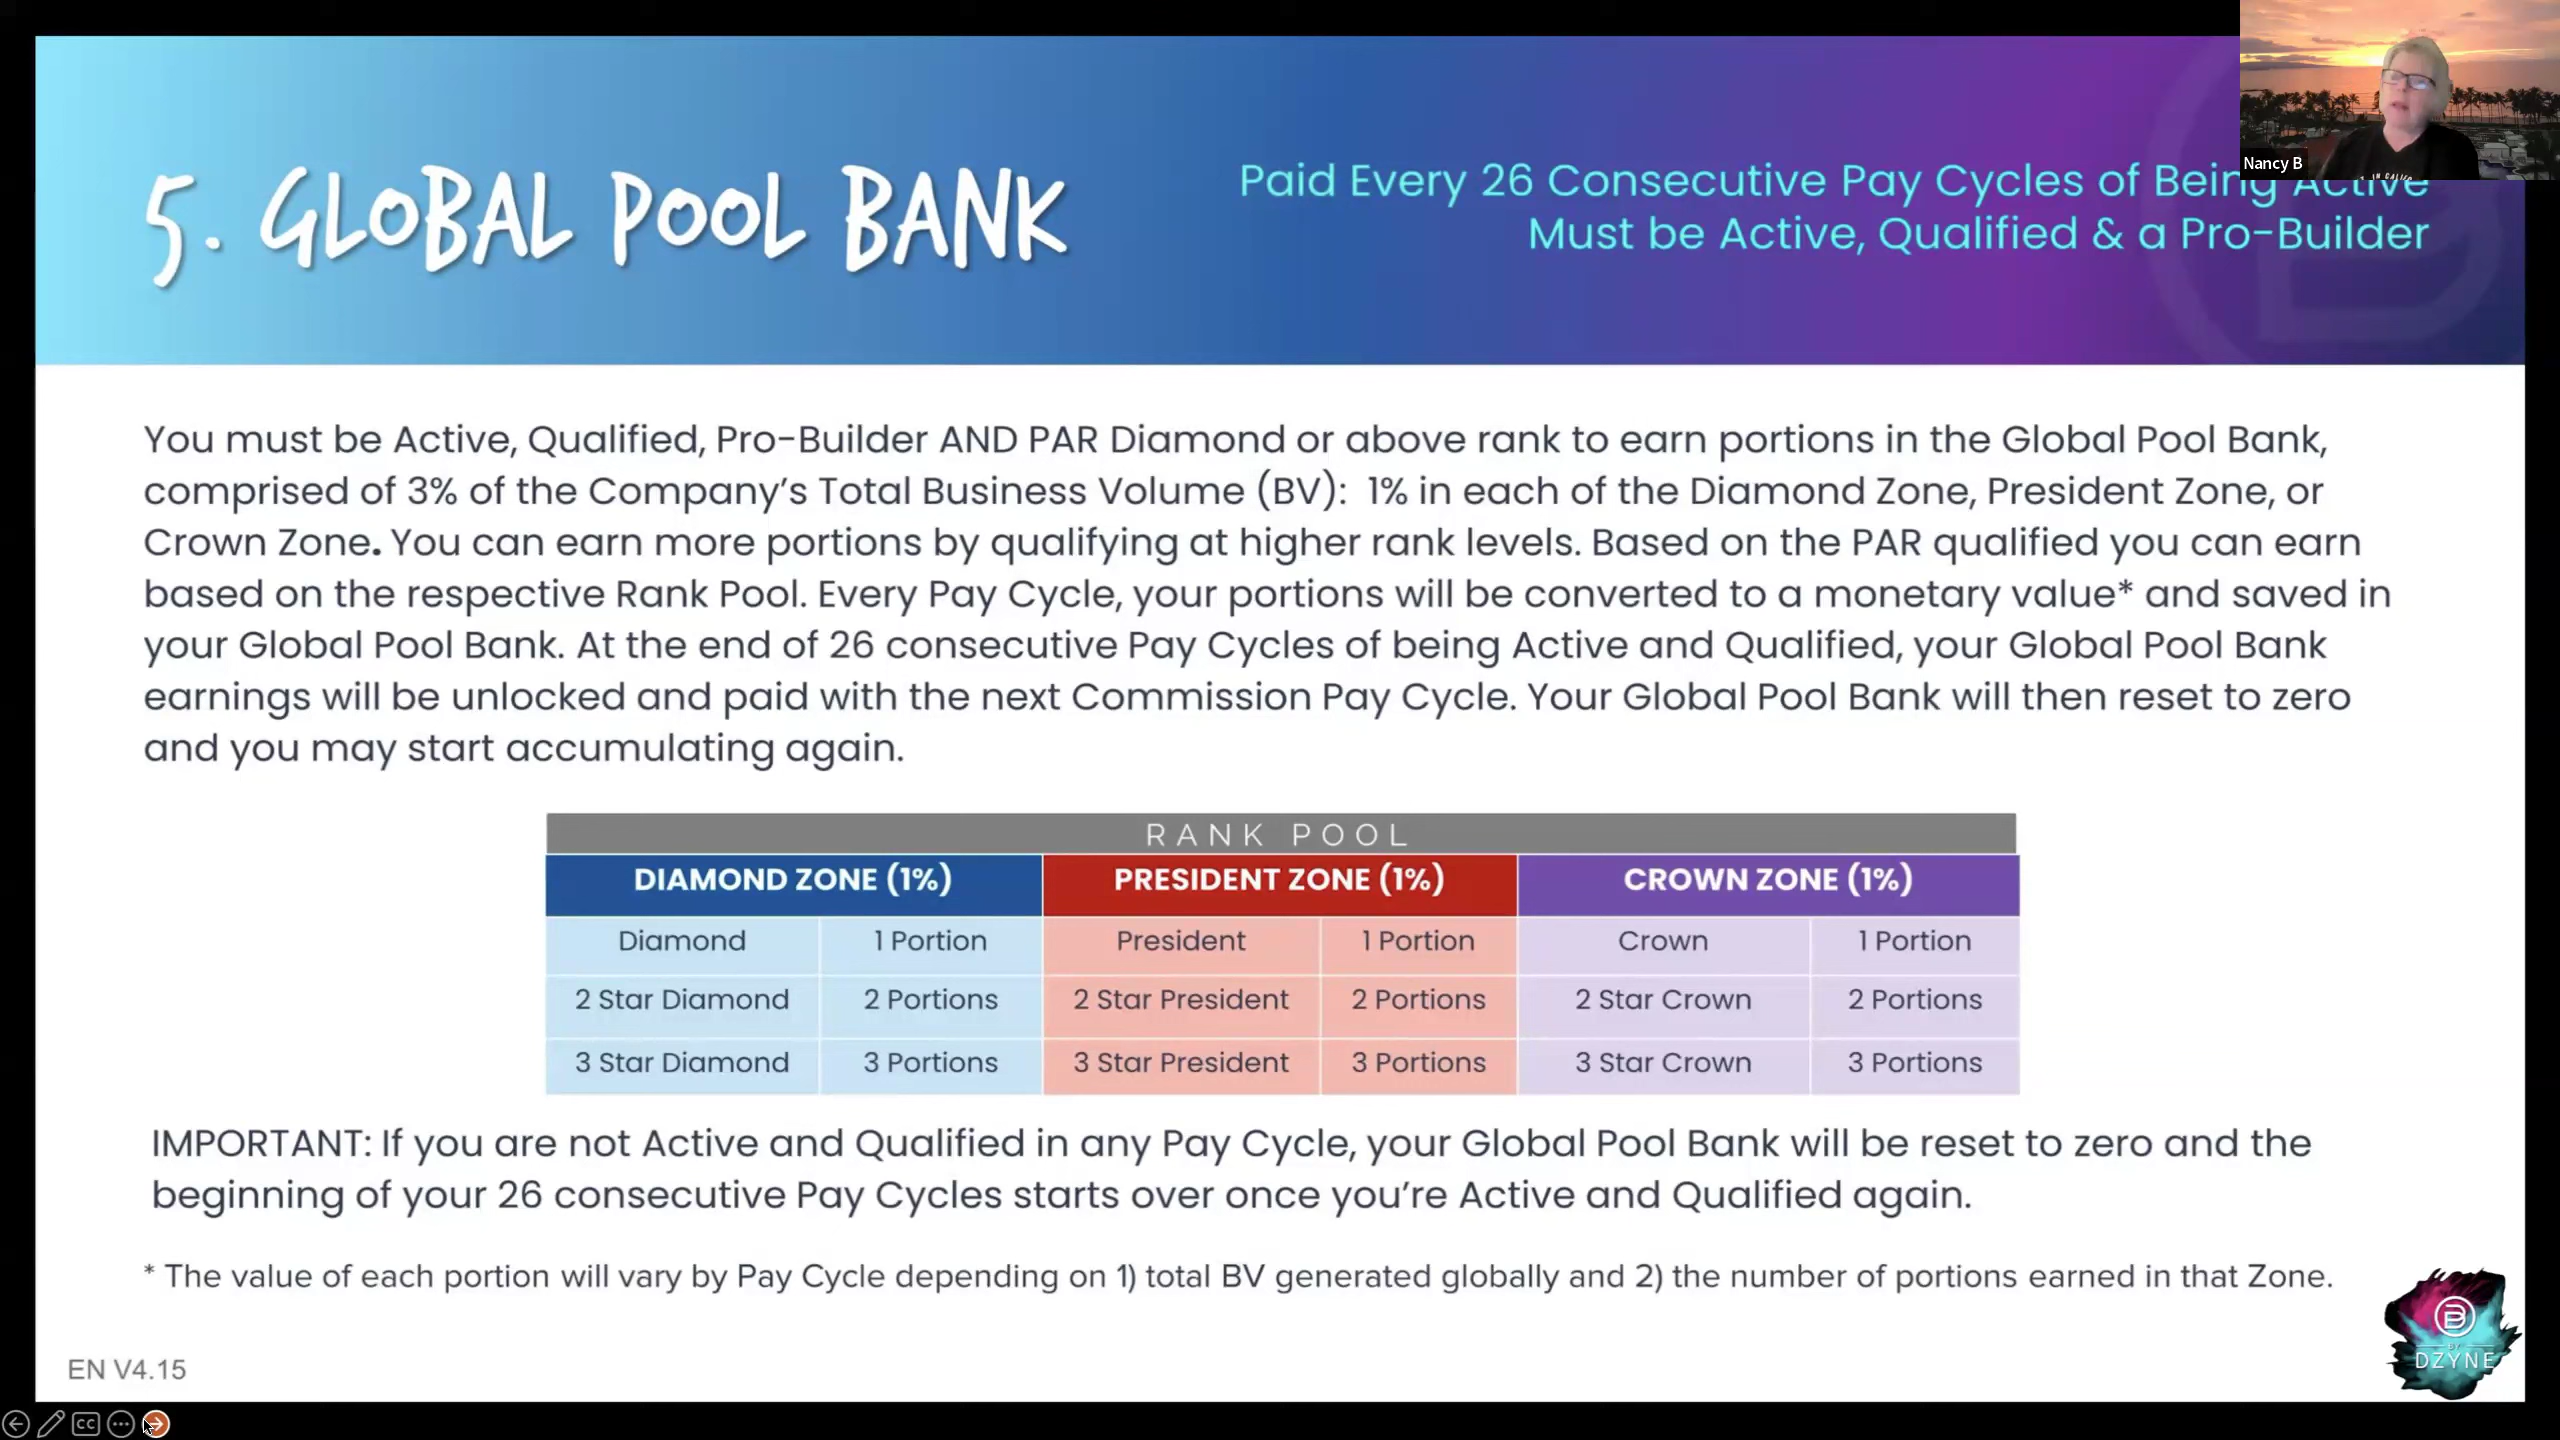 5. GLOBAL POOL BANK
Paid Every 26 Consecutive Pay Cycles of Being Active
Must be Active, Qualified & a Pro-Builder
Nancy B
You must be Active, Qualified, Pro-Builder AND PAR Diamond or above rank to earn portions in the Global Pool Bank,
comprised of 3% of the Company's Total Business Volume (BV): 1% in each of the Diamond Zone, President Zone, or
Crown Zone. You can earn more portions by qualifying at higher rank levels. Based on the PAR qualified you can earn
based on the respective Rank Pool. Every Pay Cycle, your portions will be converted to a monetary value* and saved in
your Global Pool Bank. At the end of 26 consecutive Pay Cycles of being Active and Qualified, your Global Pool Bank
earnings will be unlocked and paid with the next Commission Pay Cycle. Your Global Pool Bank will then reset to zero
and you may start accumulating again.
RANK POOL
DIAMOND ZONE (1%) PRESIDENT ZONE (1%) CROWN ZONE (1%)
Diamond 1 Portion President 1 Portion Crown 1 Portion
2 Star Diamond 2 Portions 2 Star President 2 Portions 2 Star Crown 2 Portions
3 Star Diamond 3 Portions 3 Star President 3 Portions 3 Star Crown 3 Portions
IMPORTANT: If you are not Active and Qualified in any Pay Cycle, your Global Pool Bank will be reset to zero and the
beginning of your 26 consecutive Pay Cycles starts over once you're Active and Qualified again.
* The value of each portion will vary by Pay Cycle depending on 1) total BV generated globally and 2) the number of portions earned in that Zone.
BY
DZYNE
EN V4.15
CC